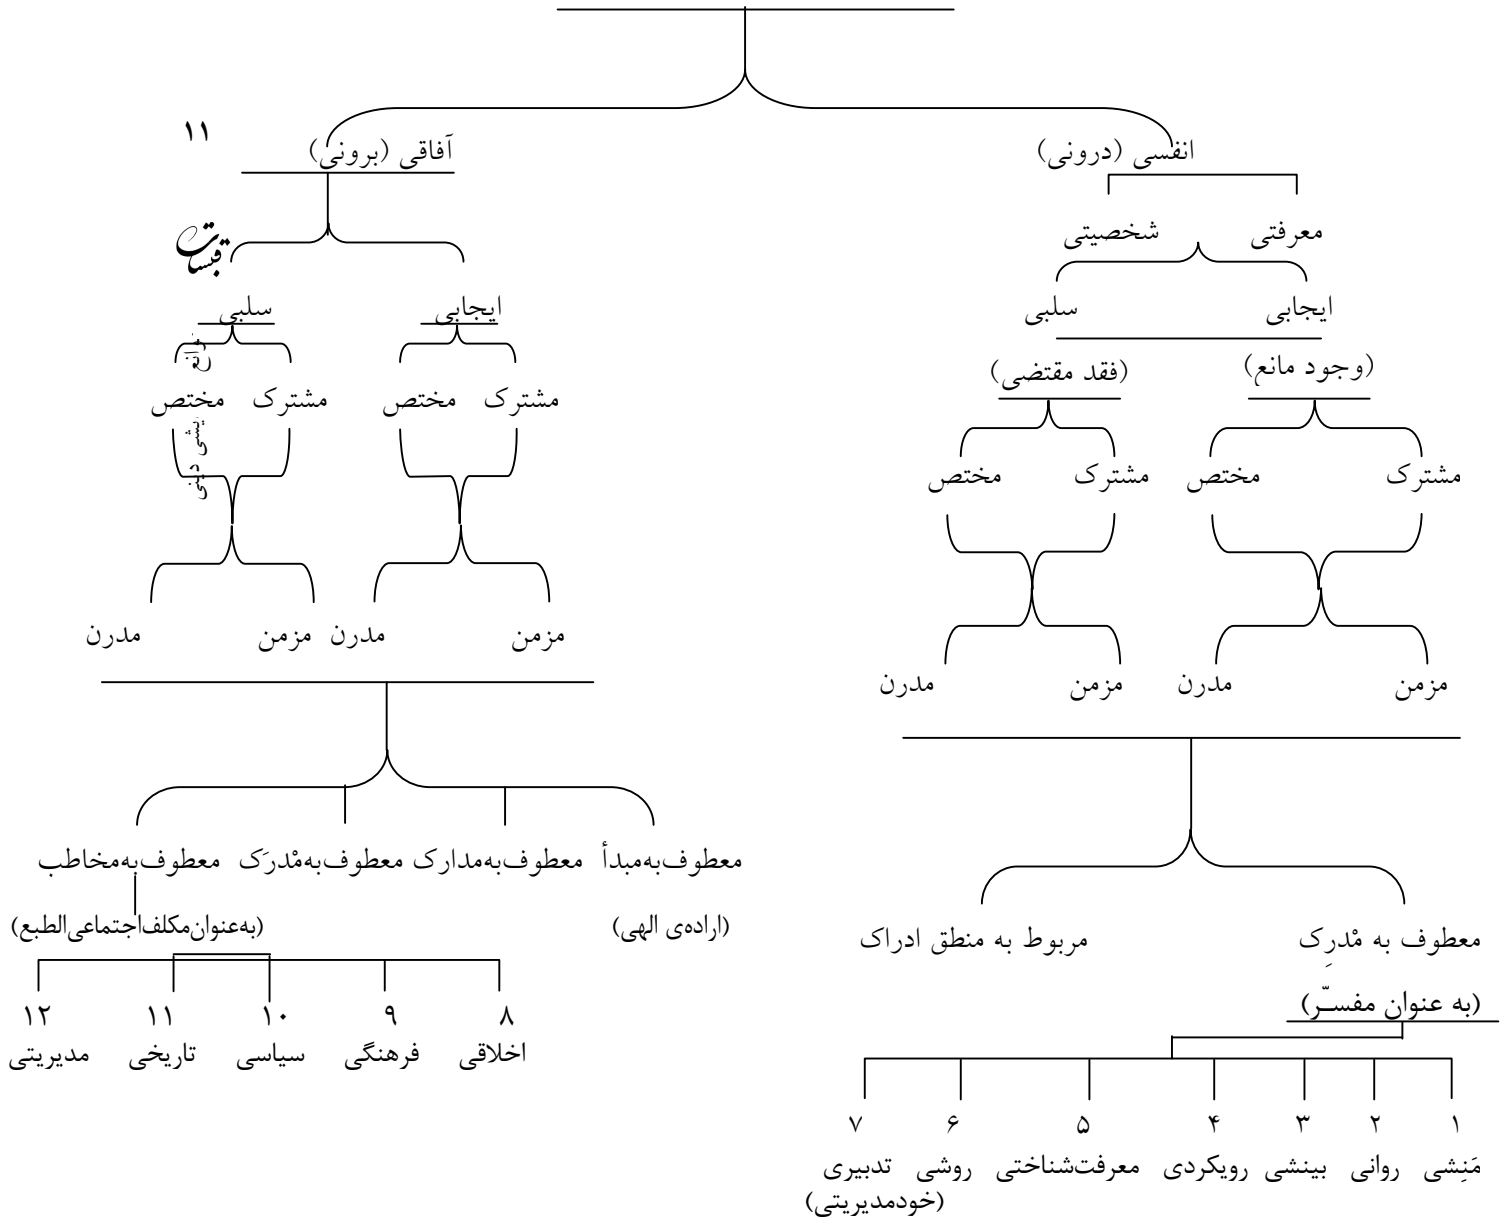 ۱۱
آفاقی (برونی)
انفسی (درونی)
قبسات
شخصیتی
معرفتی
سلبی
ایجابی
سلبی
ایجابی
(وجود مانع)
(فقد مقتضی)
مشترک
مختص
مشترک
مختص
دینی
مشترک
مختص
مشترک
مختص
مزمن
مدرن
مزمن
مدرن
مزمن
مدرن
مزمن
مدرن
معطوف‌به‌مبدأ
معطوف‌به‌مدارک
معطوف‌به‌مْدرَک
معطوف‌به‌مخاطب
(اراده‌ی الهی)
(به‌عنوان‌مکلف‌اجتماعی‌الطبع)
معطوف به مْدرِک
مربوط به منطق ادراک
(به عنوان مفسّر)
۸
۹
۱۰
۱۱
۱۲
اخلاقی
فرهنگی
سیاسی
تاریخی
مدیریتی
۱
۲
۳
۴
۵
۶
۷
مَنِشی
روانی
بینشی
رویکردی
معرفت‌شناختی
روشی
تدبیری
(خودمدیریتی)